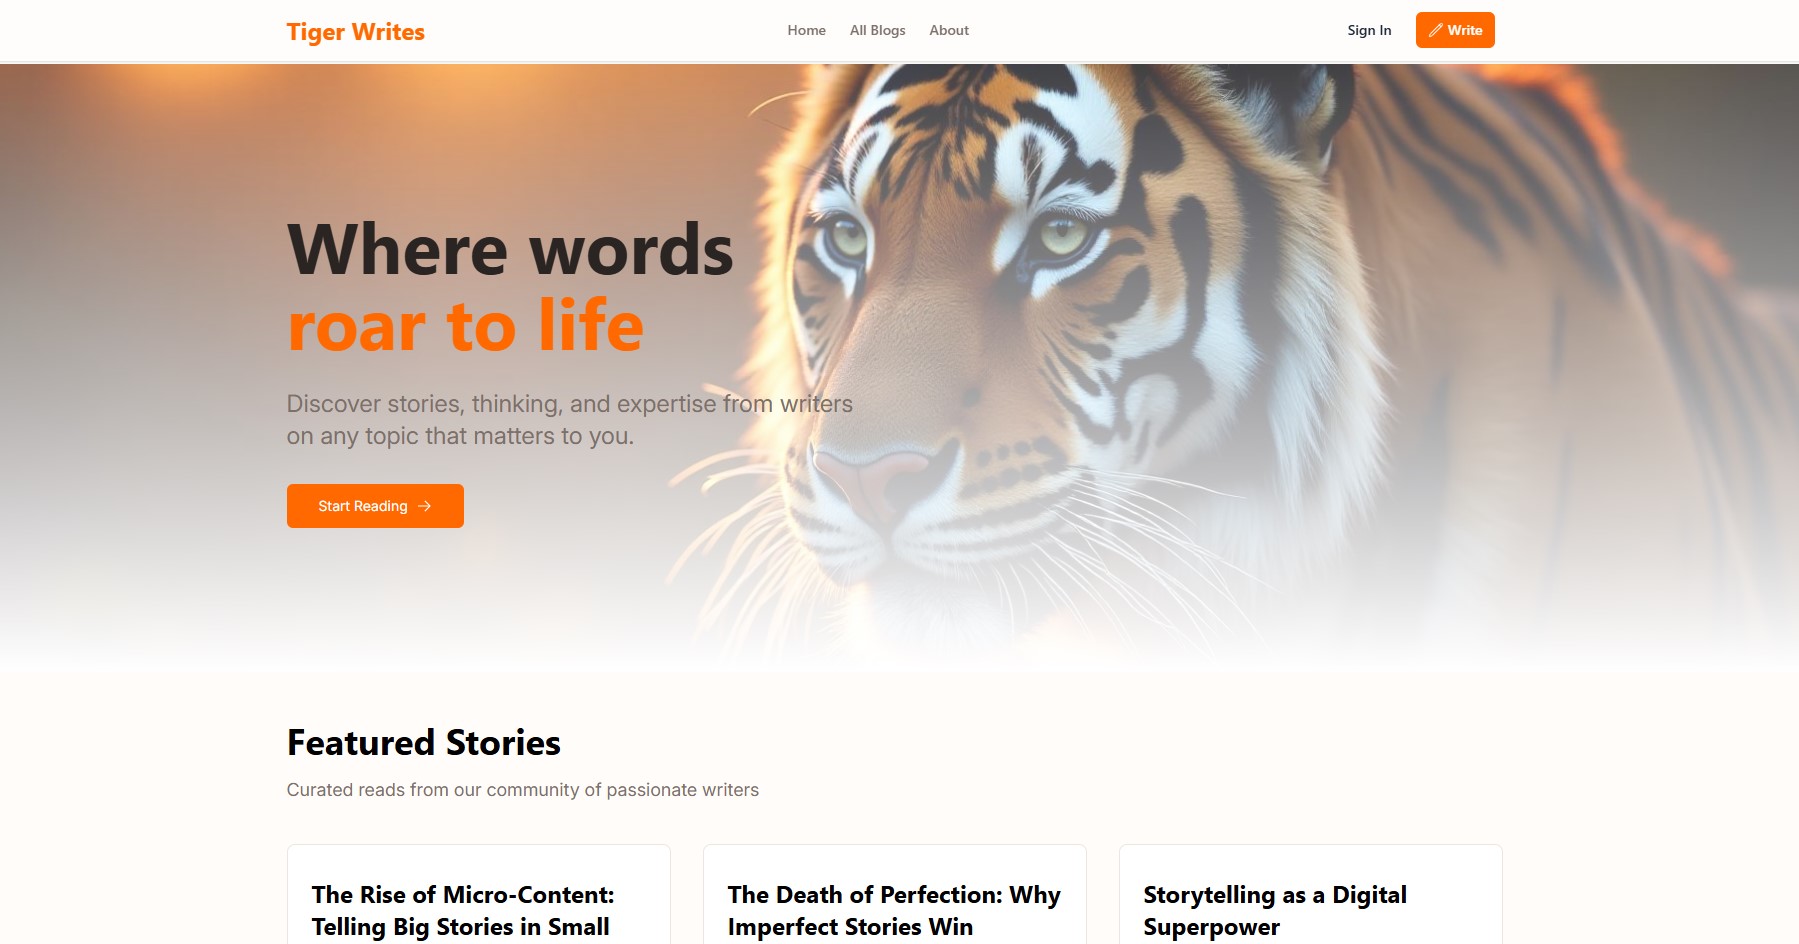 Tiger Writes
Home
All Blogs
About
Sign In
Write
Where words
roar to life
Discover stories, thinking, and expertise from writers
on any topic that matters to you.
Start Reading →
Featured Stories
Curated reads from our community of passionate writers
The Rise of Micro-Content:
Telling Big Stories in Small
The Death of Perfection: Why
Imperfect Stories Win
Storytelling as a Digital
Superpower